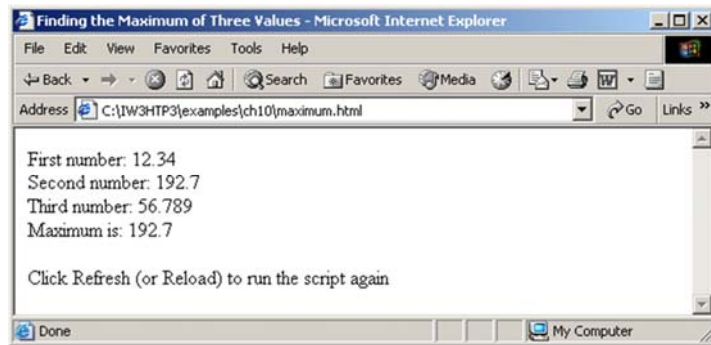 Finding the Maximum of Three Values - Microsoft Internet Explorer
File Edit View Favorites Tools Help
Back Search Favorites Media
Address C:\IW3HTP3\examples\ch10\maximum.html Go Links »
First number: 12.34
Second number: 192.7
Third number: 56.789
Maximum is: 192.7
Click Refresh (or Reload) to run the script again
Done My Computer